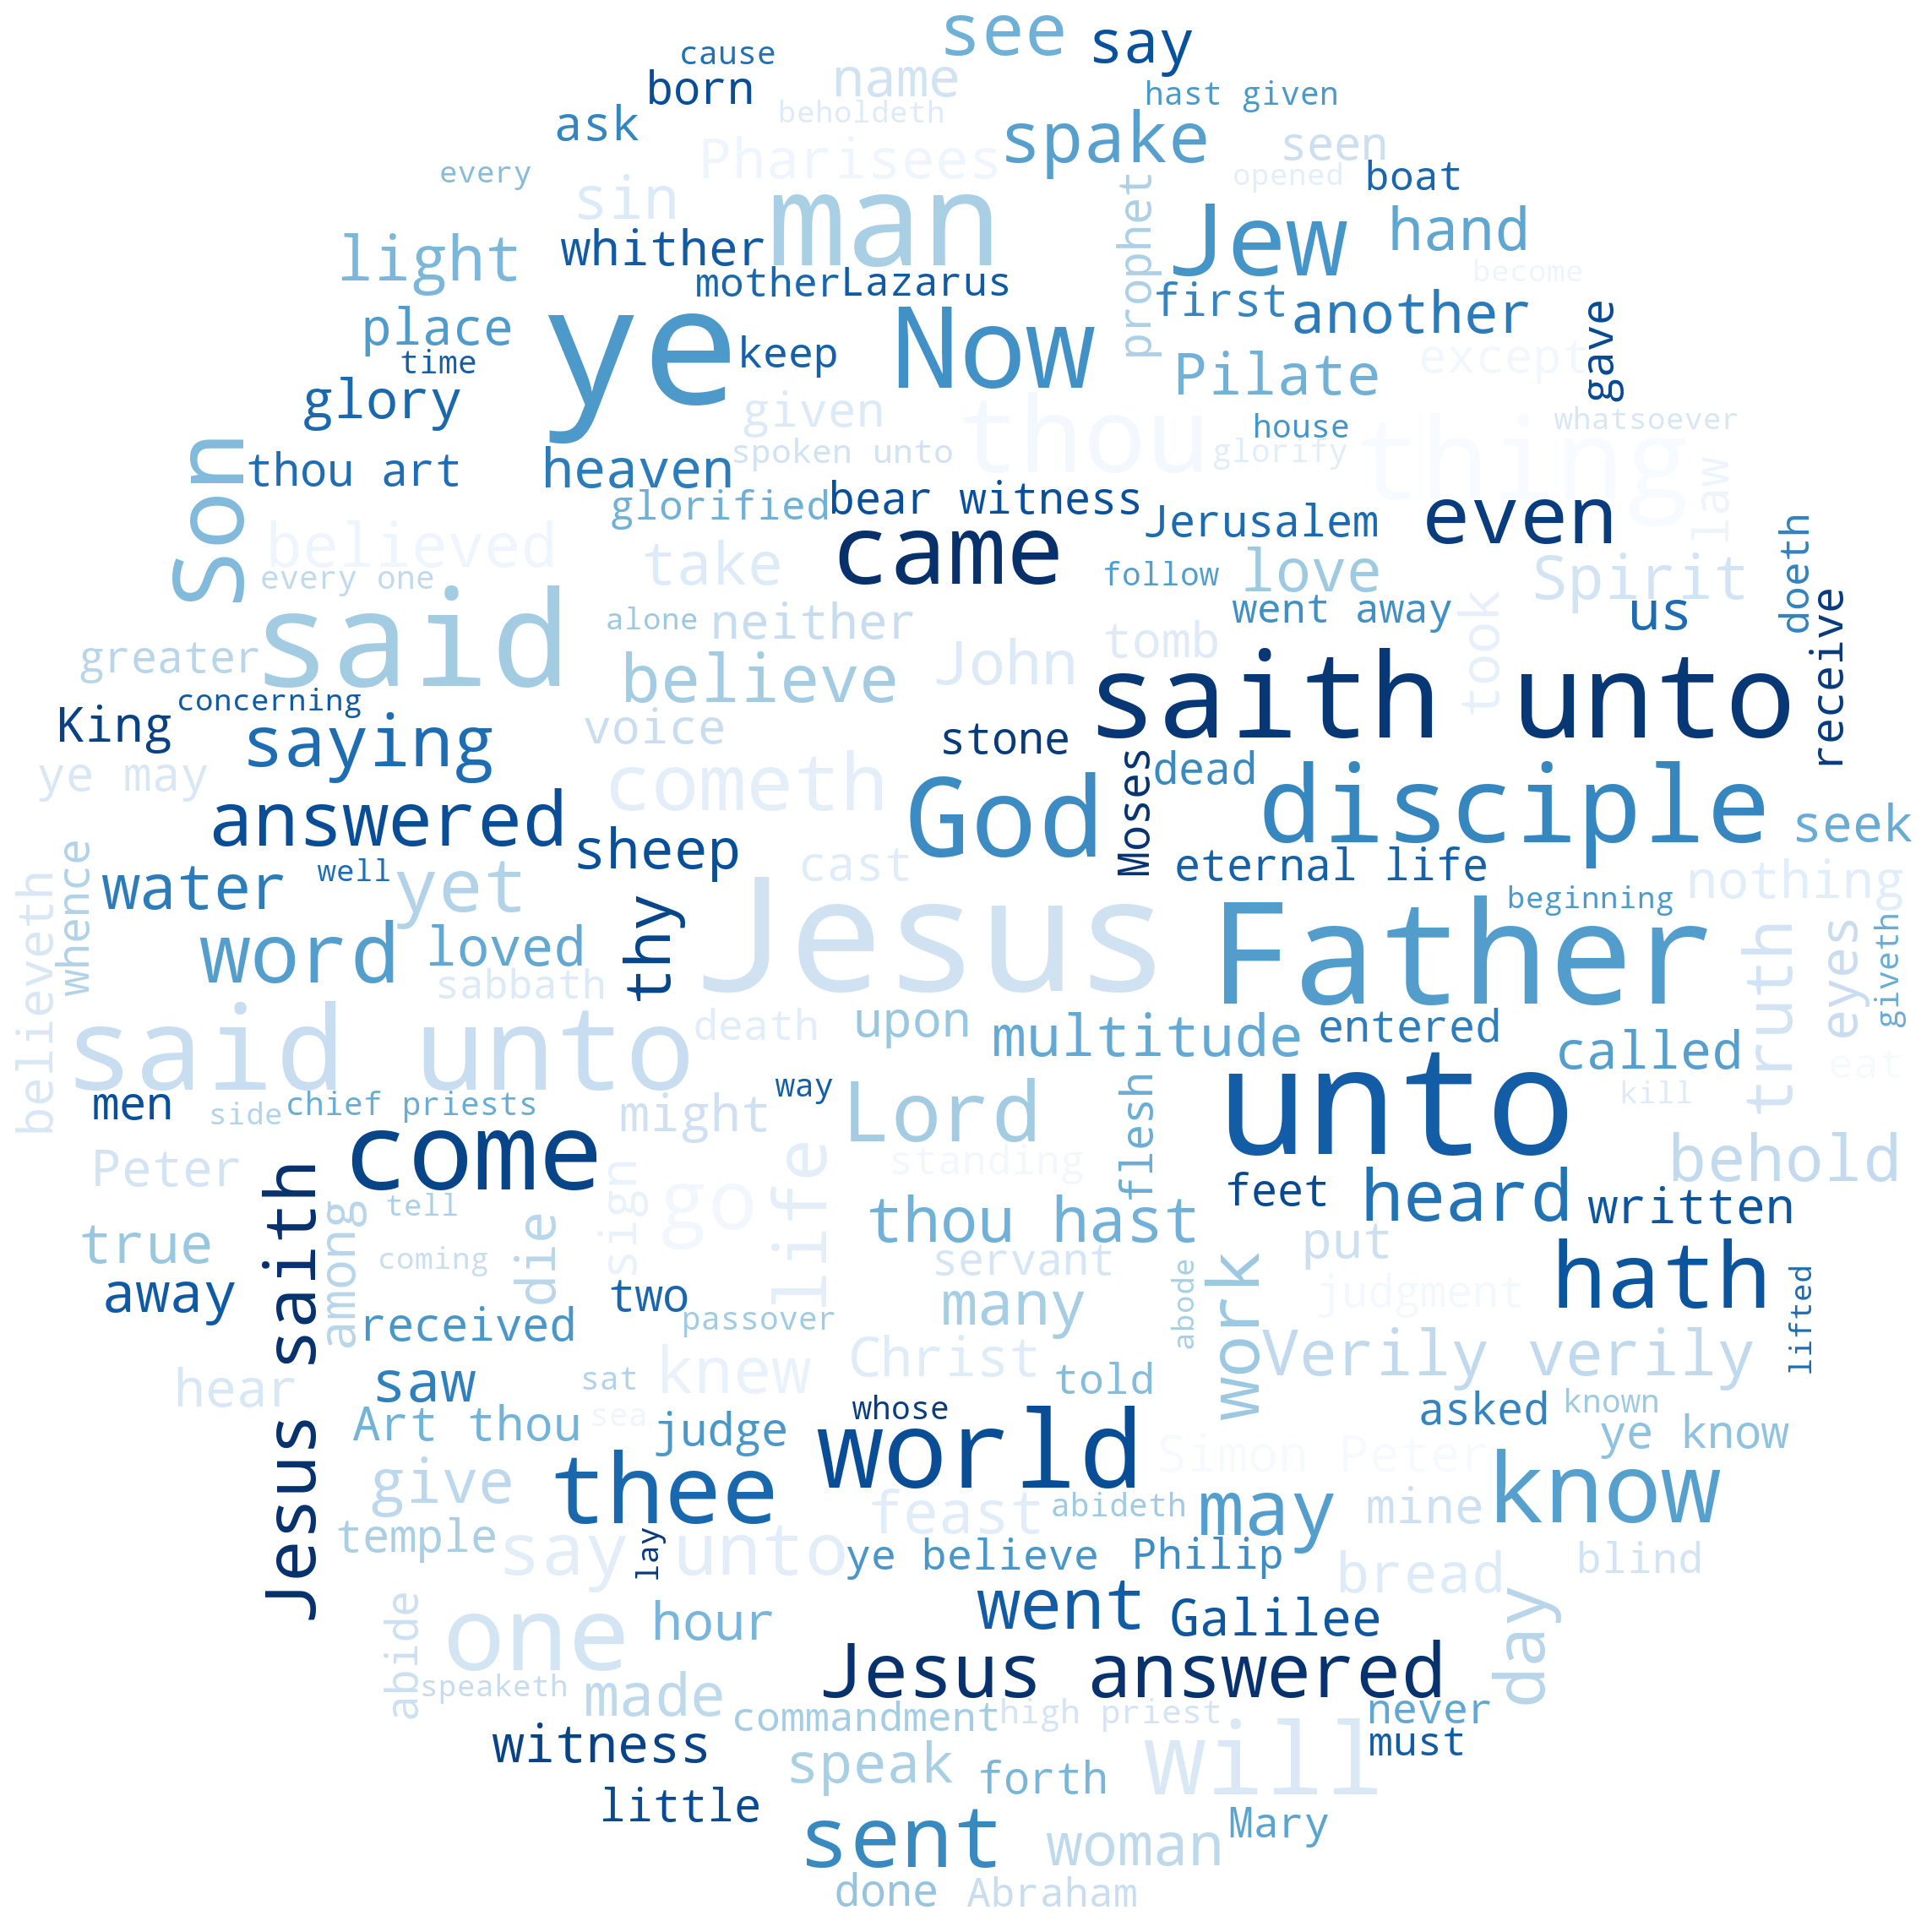 see
say
cause
born
name
hast given
beholdeth
ask
spake
Pharisees
seen
every
opened
boat
sin
man
prophet
Jew
hand
light
whither
mother
Lazarus
become
first
another
place
ye
Now
keep
time
Pilate
except
gave
glory
given
thou
thing
whatsoever
house
Son
thou art
heaven
spoken unto
glorify
law
glorified
bear witness
Jerusalem
even
believed
take
came
every one
follow
love
Spirit
doeth
said
alone
neither
went away
us
took
receive
greater
believe
John
tomb
King
concerning
saying
voice
stone
saith unto
ye may
cometh
God
Moses
dead
disciple
seek
answered
sheep
whence
water
well
yet
cast
eternal life
nothing
believeth
thy
Jesus
Father
beginning
word
loved
sabbath
truth
eyes
giveth
said unto
death
upon
multitude
entered
called
eat
men
side
chief priests
way
might
Lord
flesh
unto
kill
come
Peter
standing
behold
Jesus saith
tell
sign
go
life
thou hast
feet
heard
written
true
among
coming
die
servant
put
away
two
many
abode
work
judgment
hath
lifted
received
passover
Verily verily
hear
saw
sat
knew
Christ
told
Art thou
sea
judge
whose
world
asked
known
ye know
Simon Peter
give
thee
feast
abideth
may
mine
know
temple
lay
say unto
ye believe
Philip
bread
blind
abide
one
hour
went
Galilee
day
speaketh
made
Jesus answered
commandment
high priest
never
witness
must
speak
forth
will
little
sent
woman
Mary
done
Abraham